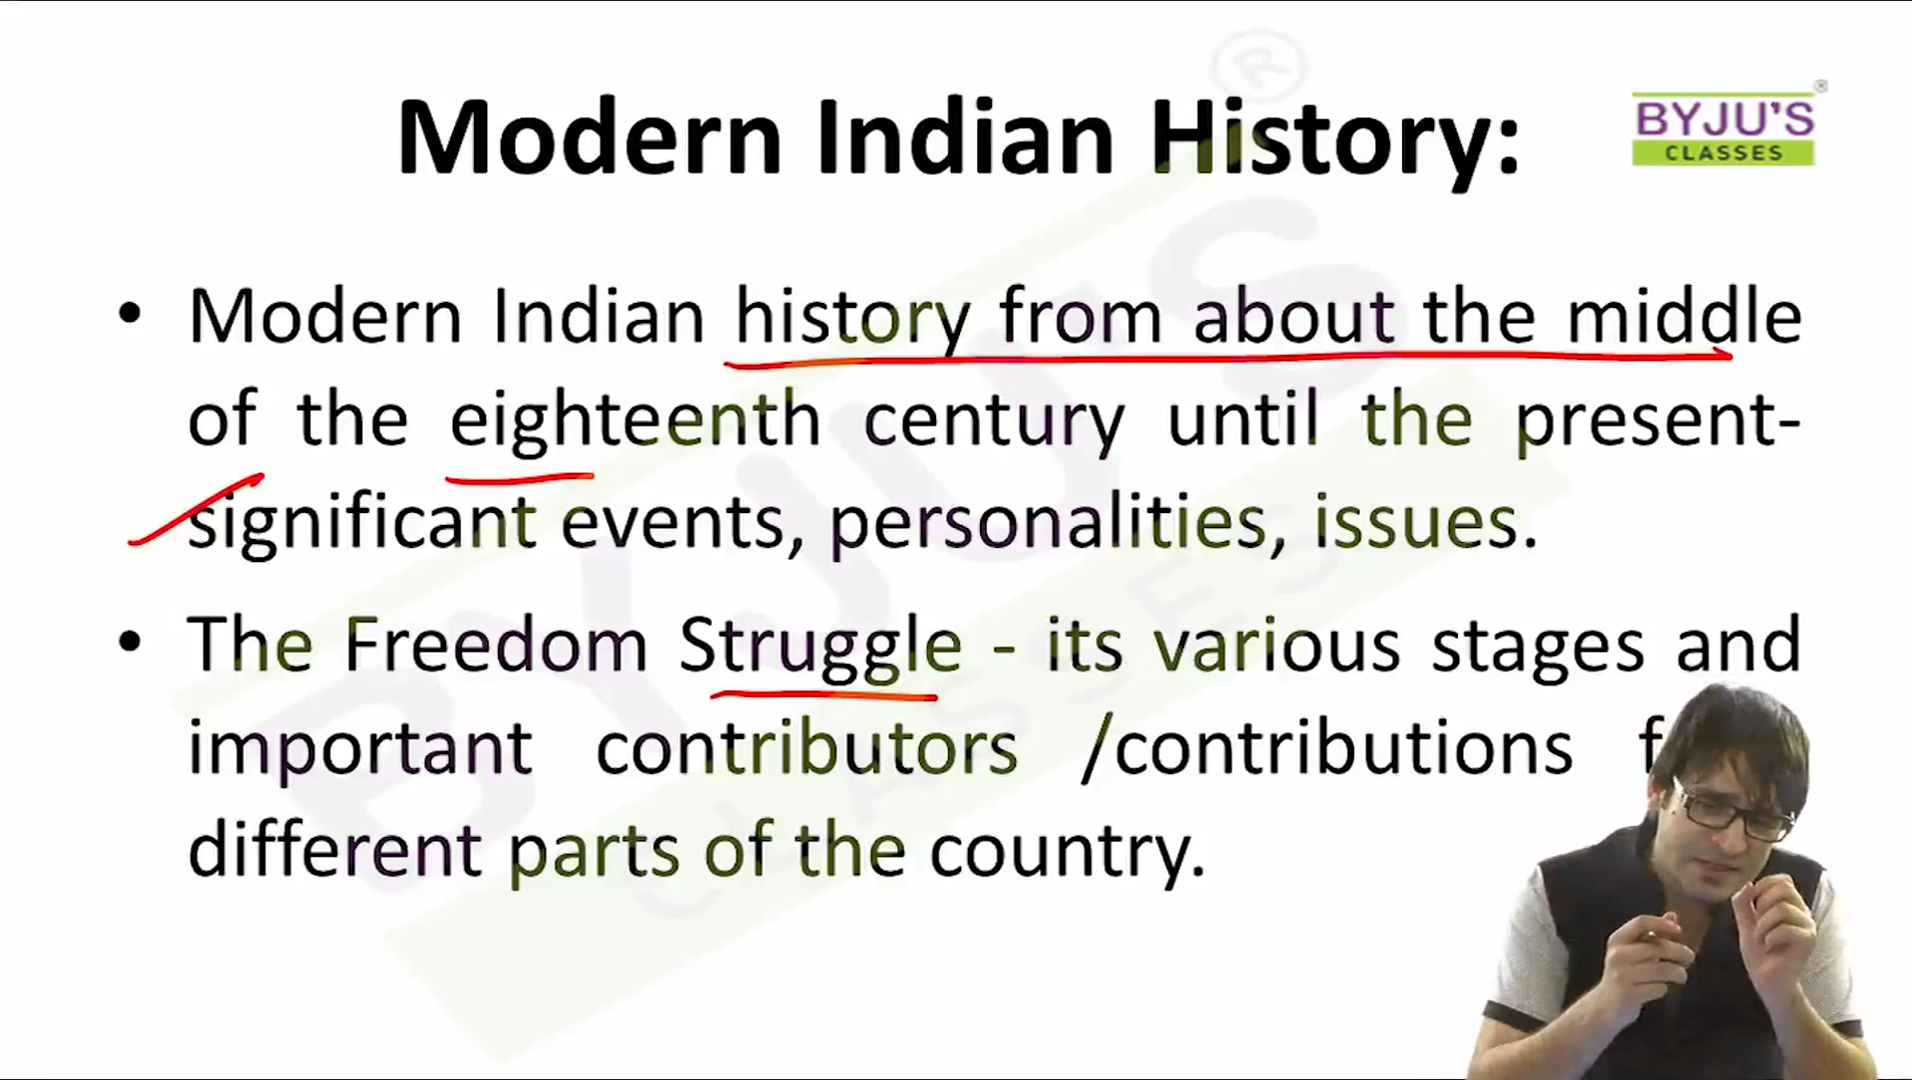 Modern Indian History:
BYJU'S
CLASSES
• Modern Indian history from about the middle
of the eighteenth century until the present-
significant events, personalities, issues.
• The Freedom Struggle - its various stages and
important contributors /contributions
different parts of the country.
BYJU'S
CLASSES